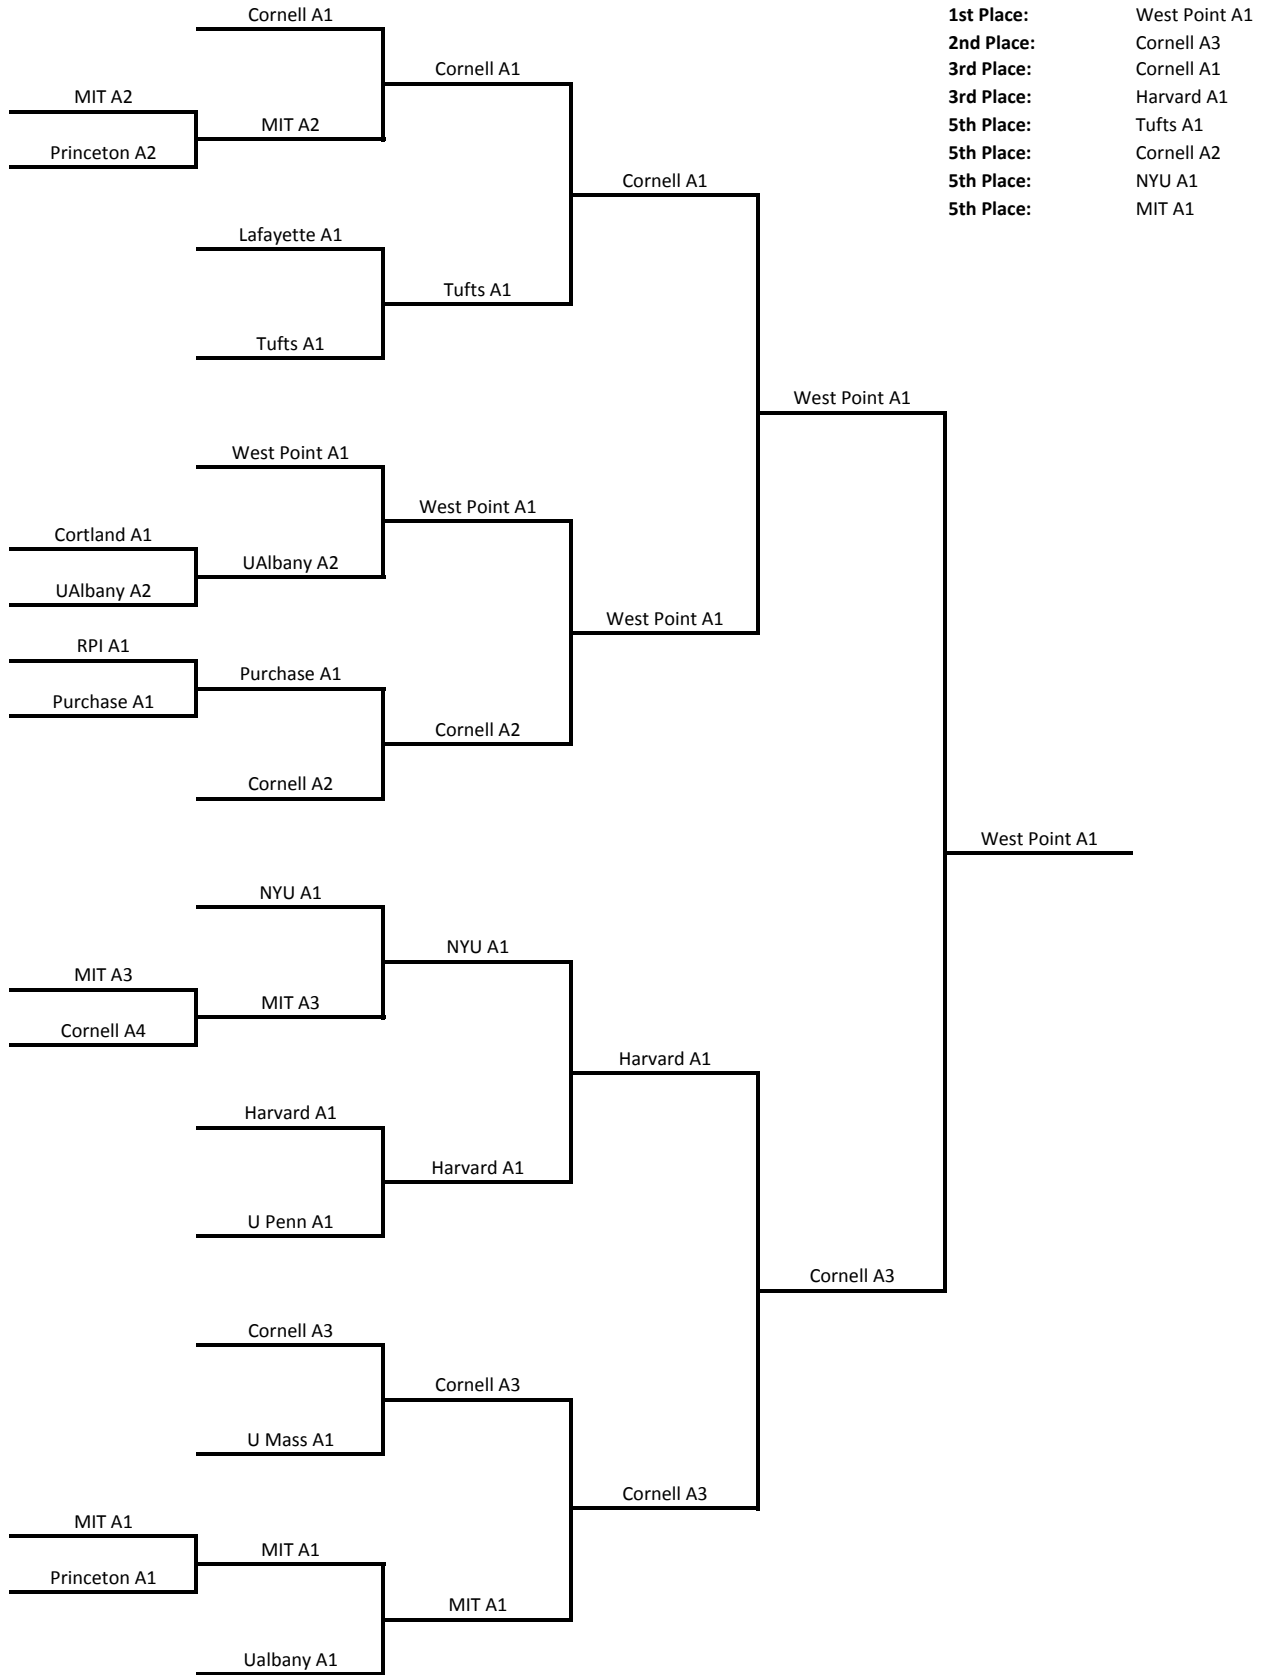 Cornell A1
1st Place: West Point A1
2nd Place: Cornell A3
Cornell A1
3rd Place: Cornell A1
MIT A2
3rd Place: Harvard A1
MIT A2
5th Place: Tufts A1
Princeton A2
5th Place: Cornell A2
Cornell A1
5th Place: NYU A1
5th Place: MIT A1
Lafayette A1
Tufts A1
Tufts A1
West Point A1
West Point A1
West Point A1
Cortland A1
UAlbany A2
UAlbany A2
West Point A1
RPI A1
Purchase A1
Purchase A1
Cornell A2
Cornell A2
West Point A1
NYU A1
NYU A1
MIT A3
MIT A3
Cornell A4
Harvard A1
Harvard A1
Harvard A1
U Penn A1
Cornell A3
Cornell A3
Cornell A3
U Mass A1
Cornell A3
MIT A1
MIT A1
Princeton A1
MIT A1
Ualbany A1